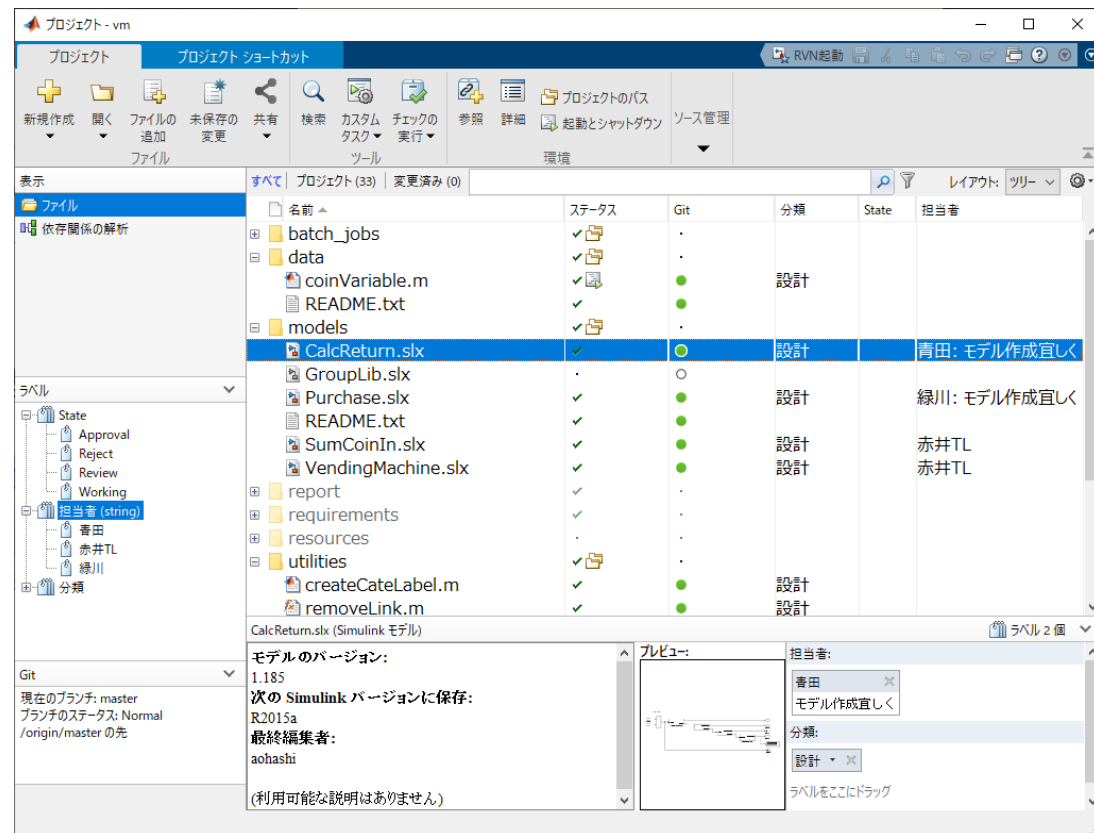 プロジェクト - vm
プロジェクト プロジェクト ショートカット RVN起動
新規作成 開く ファイルの追加 未保存の変更 共有 検索 カスタム タスク チェックの実行 参照 詳細 プロジェクトのパス ソース管理
起動とシャットダウン
ファイル ツール 環境
表示
ファイル
依存関係の解析
すべて プロジェクト (33) 変更済み (0) レイアウト: ツリー
名前 ステータス Git 分類 State 担当者
batch_jobs
data
coinVariable.m 設計
README.txt
models
CalcReturn.slx 設計 青田: モデル作成宜しく
GroupLib.slx
Purchase.slx 設計 緑川: モデル作成宜しく
README.txt
SumCoinIn.slx 設計 赤井TL
VendingMachine.slx 設計 赤井TL
report
requirements
resources
utilities
createCateLabel.m 設計
removeLink.m 設計
ラベル
State
Approval
Reject
Review
Working
担当者 (string)
青田
赤井TL
緑川
分類
Git
現在のブランチ: master
ブランチのステータス: Normal
/origin/master の先
CalcReturn.slx (Simulink モデル) ラベル 2 個
モデルのバージョン:
1.185
次の Simulink バージョンに保存:
R2015a
最終編集者:
aohashi
(利用可能な説明はありません)
プレビュー:
担当者:
青田
モデル作成宜しく
分類:
設計
ラベルをここにドラッグ